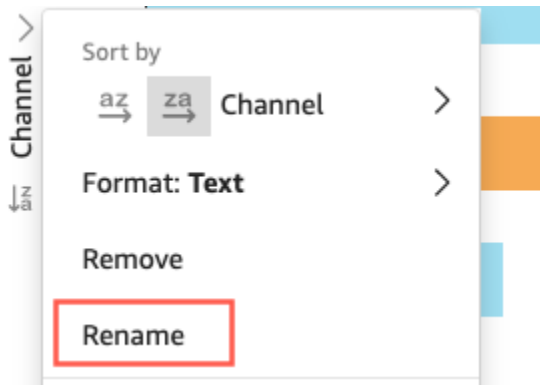 Channel
Sort by
az za Channel
Format: Text
Remove
Rename